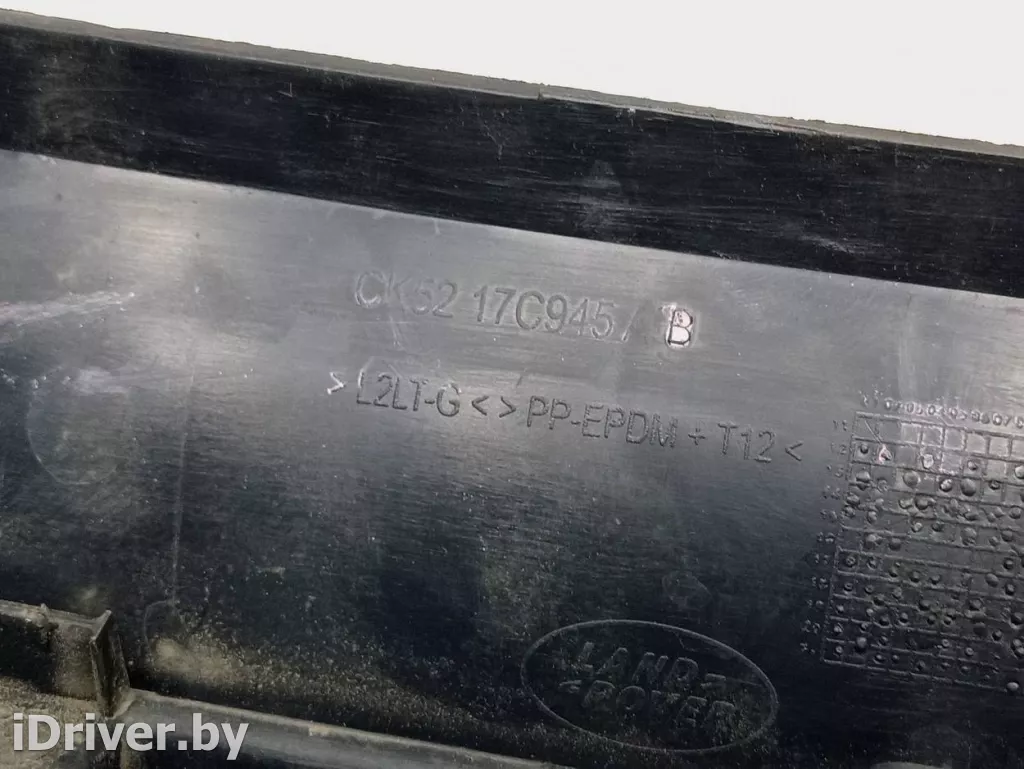 CK52 17C945 / B
> L2LT-G < > PP-EPDM + T12 <
LAND
ROVER
iDriver.by